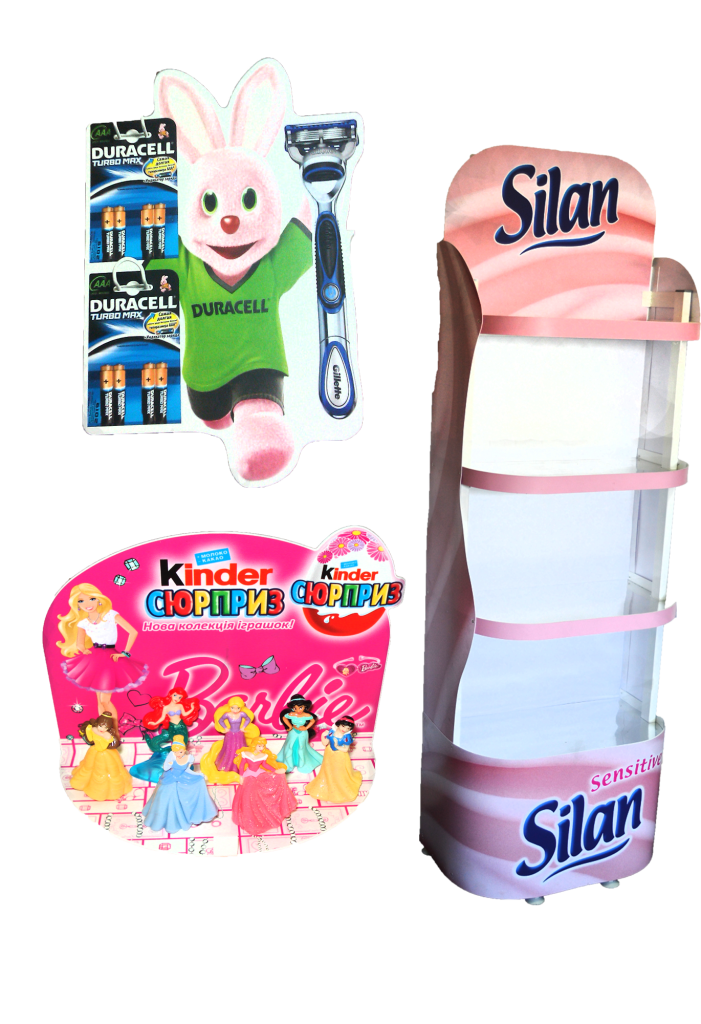 AAA
DURACELL
TURBO MAX
AAA
DURACELL
TURBO MAX
DURACELL
Gillette
Silan
+ МОЛОКО
КАКАО
Kinder
СЮРПРИЗ
Нова колекція іграшок!
Kinder
СЮРПРИЗ
Barbie
Barbie
Sensitive
Silan